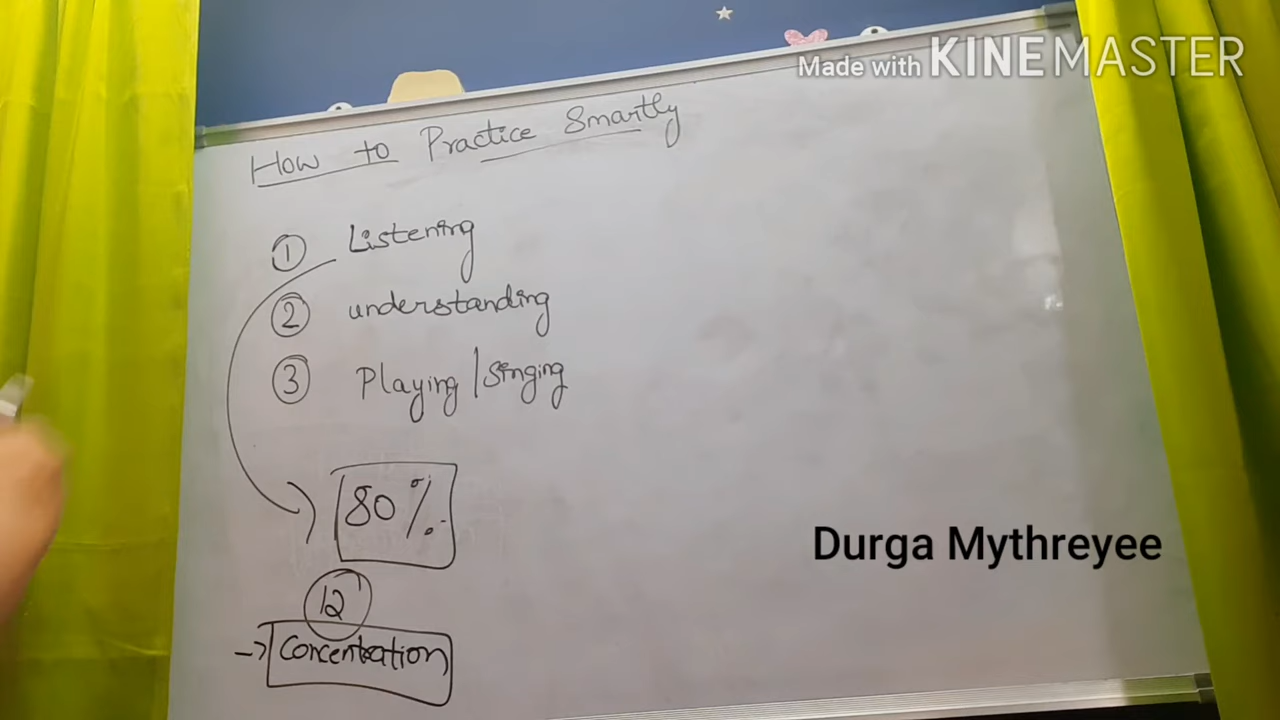 Made with KINEMASTER
How to Practice Smartly
1 Listening
2 understanding
3 Playing/Singing
80%.
12
→ Concentration
Durga Mythreyee